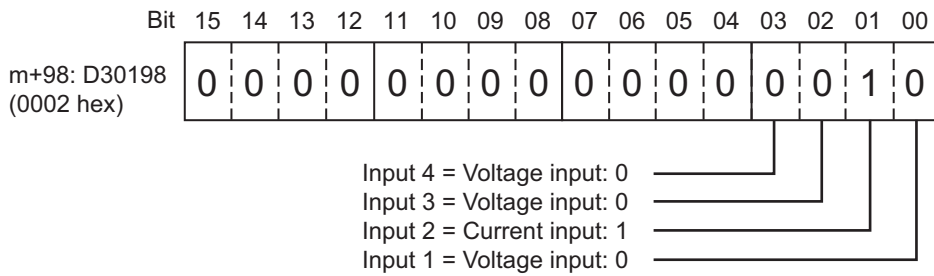 Bit 15 14 13 12 11 10 09 08 07 06 05 04 03 02 01 00
m+98: D30198
(0002 hex)
0 0 0 0 0 0 0 0 0 0 0 0 0 0 1 0
Input 4 = Voltage input: 0
Input 3 = Voltage input: 0
Input 2 = Current input: 1
Input 1 = Voltage input: 0